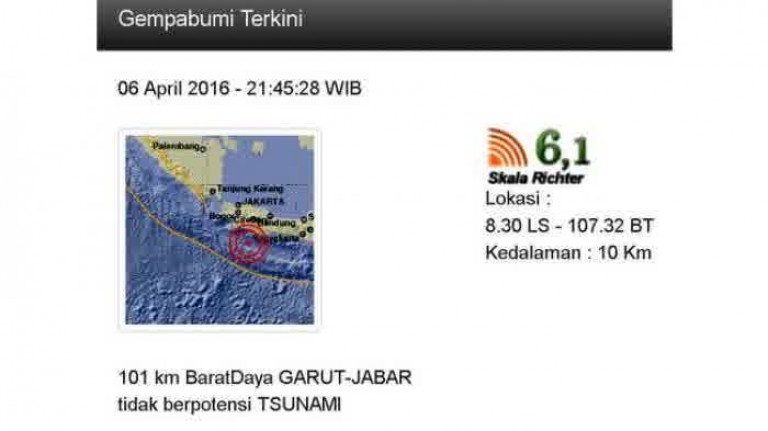 Gempabumi Terkini
06 April 2016 - 21:45:28 WIB
Palembang
Tanjung Karang
JAKARTA
Bogor
Bandung
6,1
Skala Richter
Lokasi :
8.30 LS - 107.32 BT
Kedalaman : 10 Km
101 km BaratDaya GARUT-JABAR
tidak berpotensi TSUNAMI